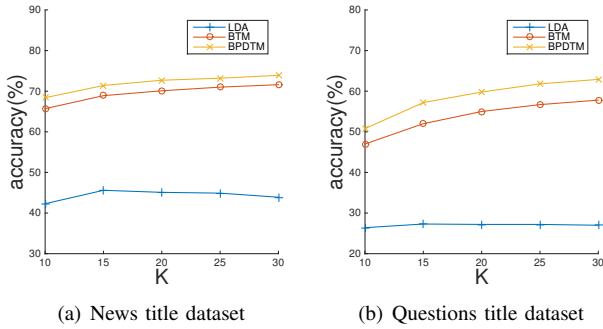 90
80
70
60
50
40
30
20
accuracy(%)
LDA
BTM
BPDTM
10 15 20 25 30
K
(a) News title dataset
80
70
60
50
40
30
20
accuracy(%)
LDA
BTM
BPDTM
10 15 20 25 30
K
(b) Questions title dataset